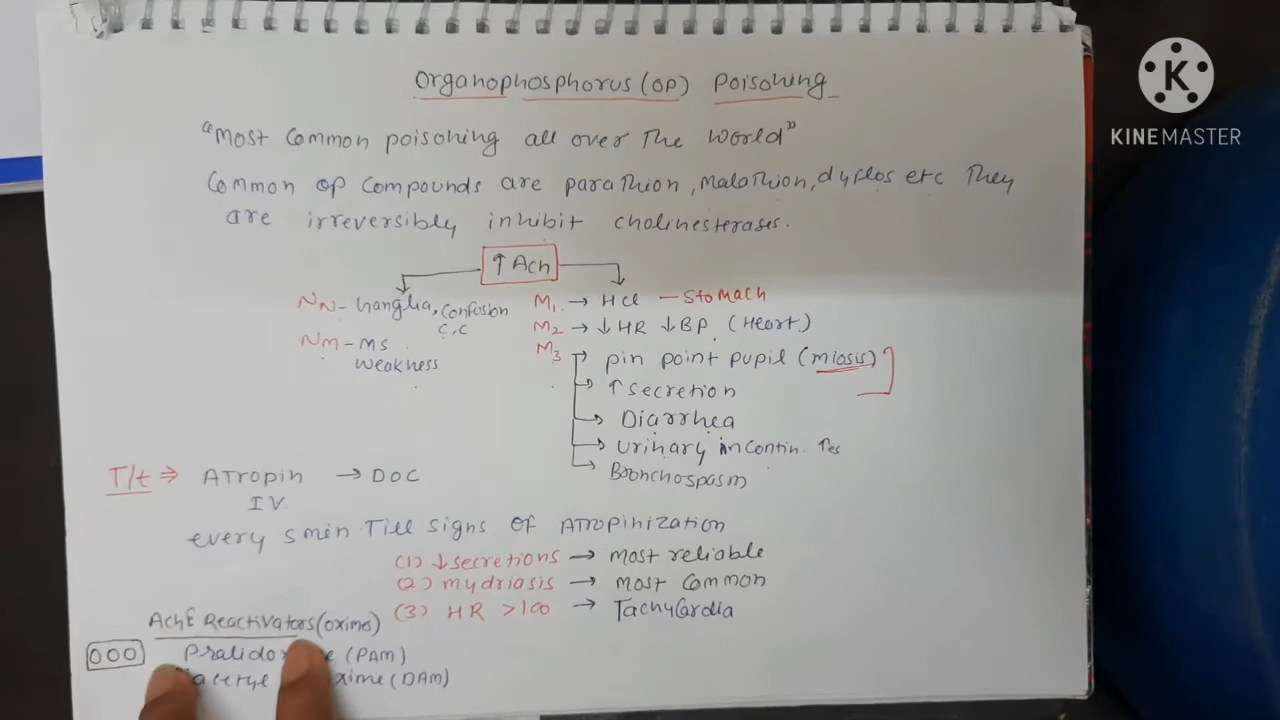 Organophosphorus (OP) Poisoning
"Most Common poisoning all over The world"
Common OP Compounds are parathion, Malathion, dyflos etc They
are irreversibly inhibit cholinesterases.
↑ Ach
NN - Ganglia, Confusion
C,C
NM - MS
weakness
M1 → HCl - Stomach
M2 → ↓ HR ↓ BP (Heart)
M3
pin point pupil (miosis)
↑ Secretion
Diarrhea
Urinary incontin.
Bronchospasm
T/t ⇒ ATropin → DOC
IV
every 5 min Till signs of ATropinization
(1) ↓ secretions → most reliable
(2) mydriasis → most Common
(3) HR >100 → TachyCardia
AchE Reactivators (oximes)
000
(PAM)
(DAM)
K
KINEMASTER